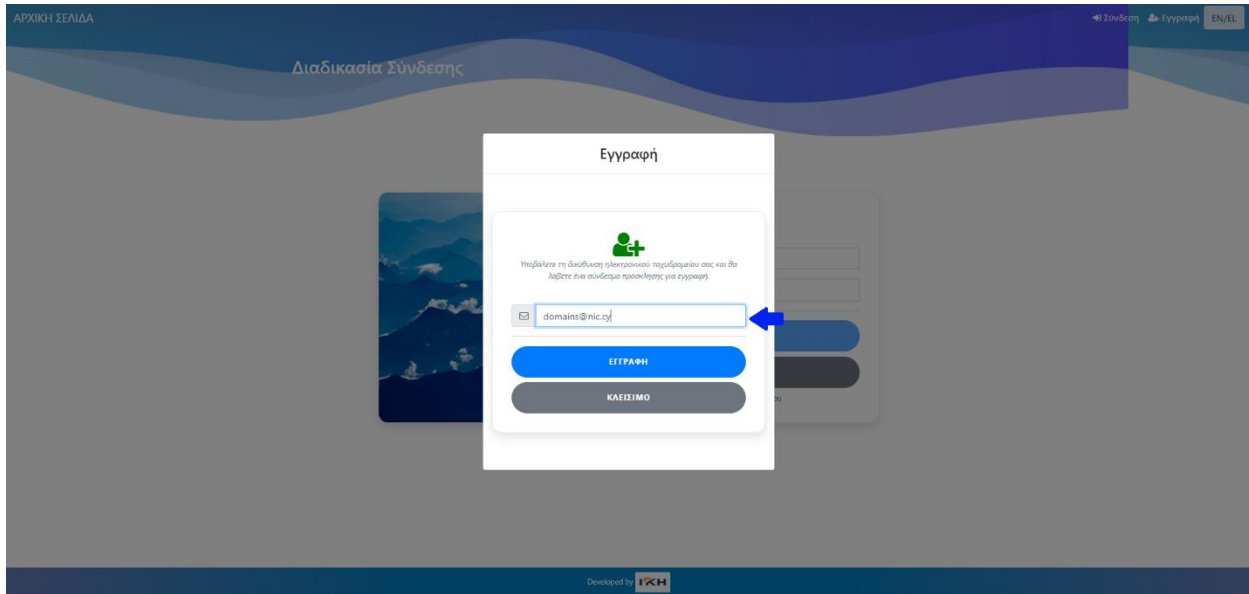 ΑΡΧΙΚΗ ΣΕΛΙΔΑ
Σύνδεση Εγγραφή EN/EL
Διαδικασία Σύνδεσης
Εγγραφή
Υποβάλετε τη διεύθυνση ηλεκτρονικού ταχυδρομείου σας και θα
λάβετε ένα σύνδεσμο πρόσκλησης για εγγραφή.
domains@nic.cy
ΕΓΓΡΑΦΗ
ΚΛΕΙΣΙΜΟ
Developed by